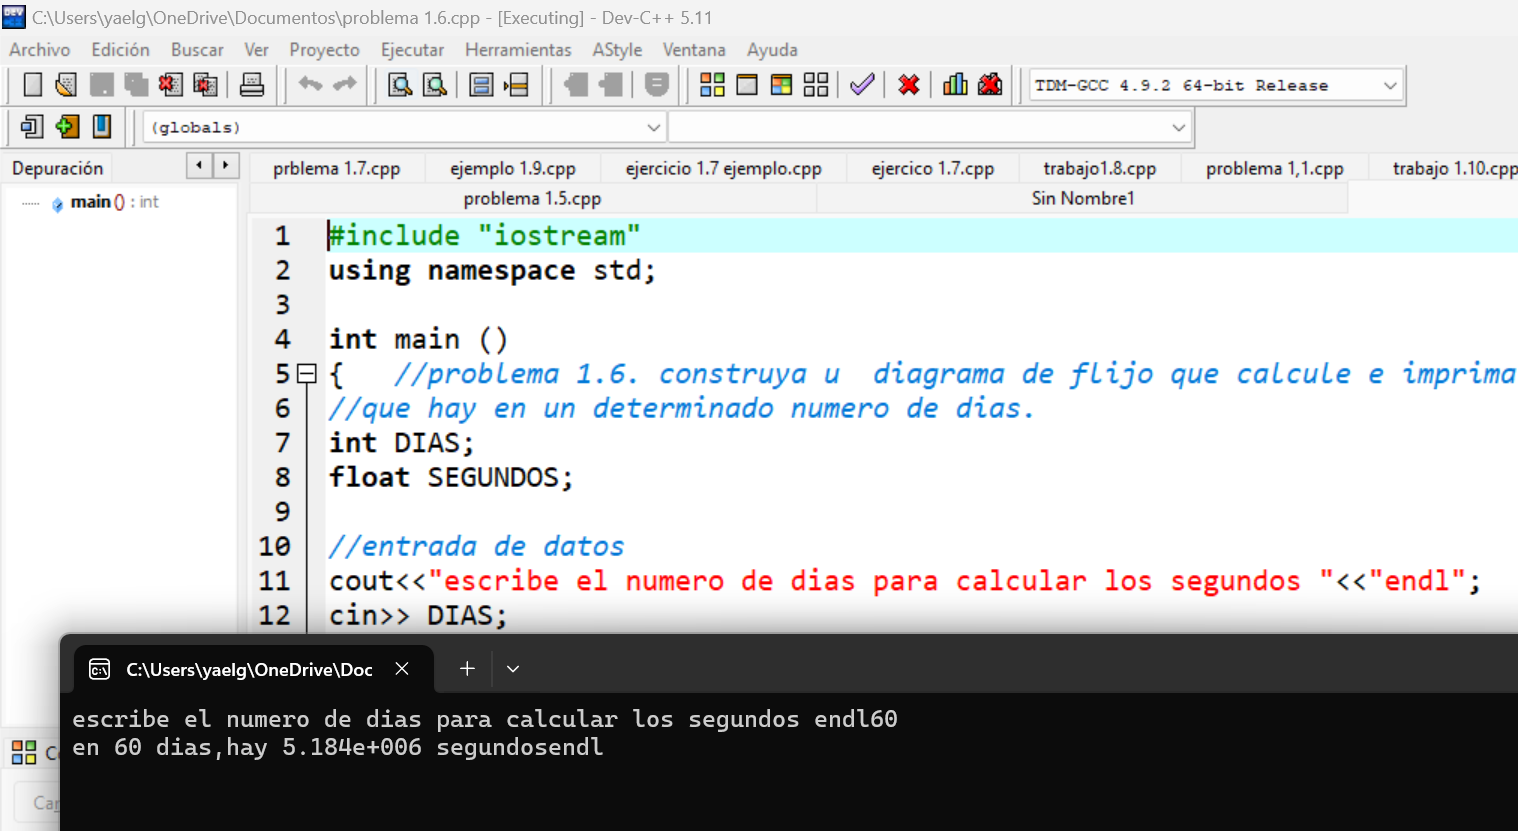 C:\Users\yaelg\OneDrive\Documentos\problema 1.6.cpp - [Executing] - Dev-C++ 5.11
Archivo Edición Buscar Ver Proyecto Ejecutar Herramientas AStyle Ventana Ayuda
TDM-GCC 4.9.2 64-bit Release
(globals)
Depuración
prblema 1.7.cpp ejemplo 1.9.cpp ejercicio 1.7 ejemplo.cpp ejercico 1.7.cpp trabajo1.8.cpp problema 1,1.cpp trabajo 1.10.cpp
problema 1.5.cpp Sin Nombre1
main () : int
1 #include "iostream"
2 using namespace std;
3
4 int main ()
5 { //problema 1.6. construya u  diagrama de flijo que calcule e imprima
6 //que hay en un determinado numero de dias.
7 int DIAS;
8 float SEGUNDOS;
9
10 //entrada de datos
11 cout<<"escribe el numero de dias para calcular los segundos "<<"endl";
12 cin>> DIAS;
C:\Users\yaelg\OneDrive\Doc
escribe el numero de dias para calcular los segundos endl60
en 60 dias,hay 5.184e+006 segundosendl